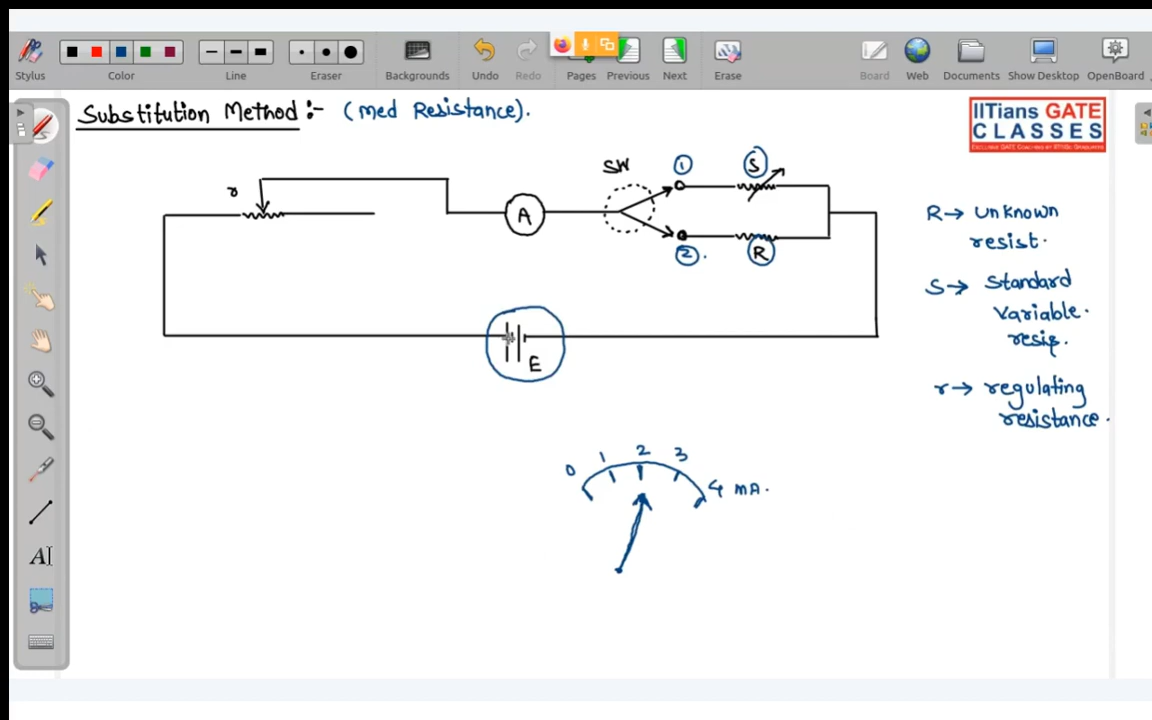 Stylus
Color
Line
Eraser
Backgrounds
Undo
Redo
Pages
Previous
Next
Erase
Board
Web
Documents
Show Desktop
OpenBoard
Substitution Method :- (med Resistance).
IITians GATE
CLASSES
SW
1
S
r
A
2
R
E
R→ Unknown
resist.
S→ Standard
Variable.
resis.
r→ regulating
resistance.
0 1 2 3 4 mA.
AI